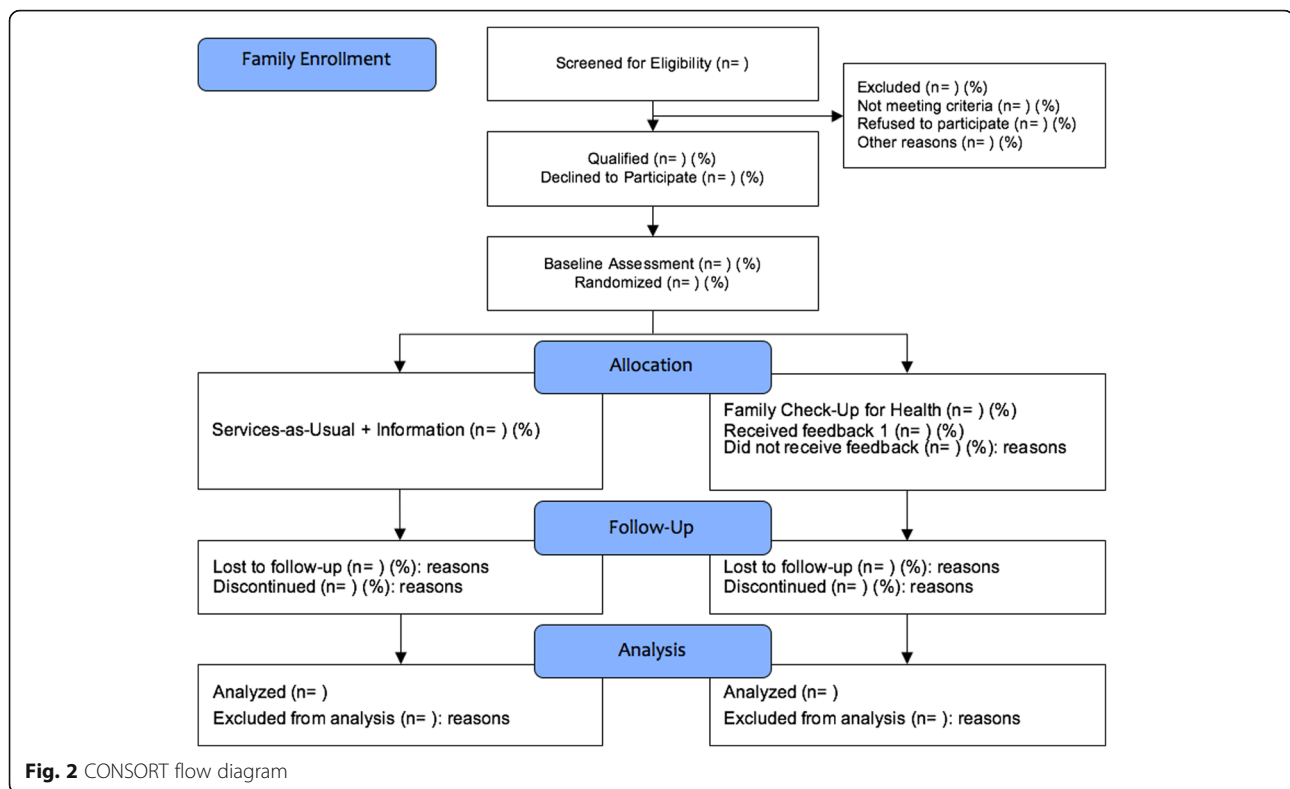 Family Enrollment
Screened for Eligibility (n= )
Excluded (n= ) (%)
Not meeting criteria (n= ) (%)
Refused to participate (n= ) (%)
Other reasons (n= ) (%)
Qualified (n= ) (%)
Declined to Participate (n= ) (%)
Baseline Assessment (n= ) (%)
Randomized (n= ) (%)
Allocation
Services-as-Usual + Information (n= ) (%)
Family Check-Up for Health (n= ) (%)
Received feedback 1 (n= ) (%)
Did not receive feedback (n= ) (%): reasons
Follow-Up
Lost to follow-up (n= ) (%): reasons
Discontinued (n= ) (%): reasons
Lost to follow-up (n= ) (%): reasons
Discontinued (n= ) (%): reasons
Analysis
Analyzed (n= )
Excluded from analysis (n= ): reasons
Analyzed (n= )
Excluded from analysis (n= ): reasons
Fig. 2 CONSORT flow diagram